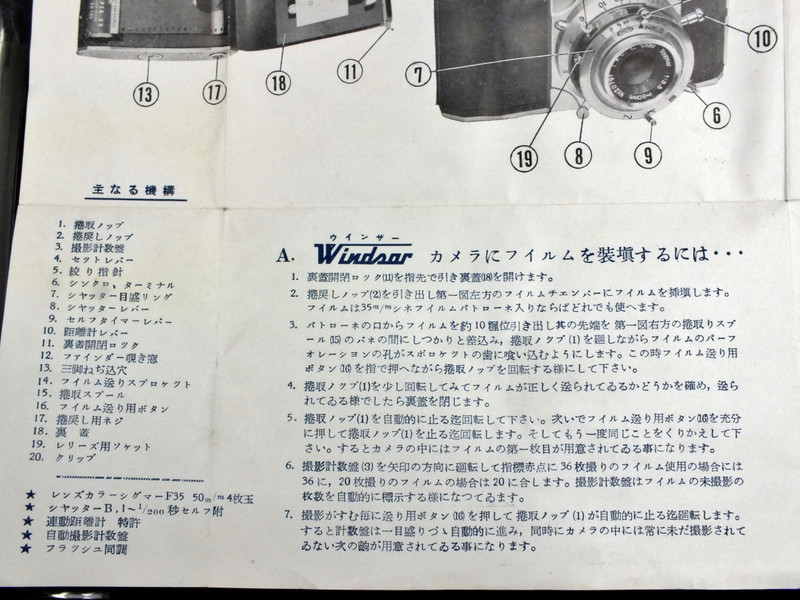 13
17
18
11
7
10
6
19
8
9
主なる機構
1. 捲取ノップ
2. 捲戻しノップ
3. 撮影計数盤
4. セットレバー
5. 絞り指針
6. シンクロ、ターミナル
7. シヤッター目盛リング
8. シヤッターレバー
9. セルフタイマーレバー
10. 距離計レバー
11. 裏蓋開閉ロック
12. フアインダー覗き窓
13. 三脚ねぢ込穴
14. フイルム送りスプロケット
15. 捲取スプール
16. フイルム送り用ボタン
17. 捲戻し用ネジ
18. 裏 蓋
19. レリーズ用ソケット
20. クリップ
★ レンズカラーシグマーF35 50m/m 4枚玉
★ シヤッターB,1~1/200 秒セルフ附
★ 連動距離計 特許
★ 自動撮影計数盤
★ フラッシュ同調
ウインザー
A. Windsor カメラにフイルムを装塡するには・・・
1. 裏蓋開閉ロック(11)を指先で引き裏蓋(18)を開けます。
2. 捲戻しノップ(2)を引き出し第一図左方のフイルムチエンバーにフイルムを挿塡します。
フイルムは35m/mシネフイルムパトローネ入りならばどれでも使へます。
3. パトローネの口からフイルムを約10糎位引き出し其の先端を第一図右方の捲取りスプ
ール(15)のバネの間にしつかりと差込み，捲取ノップ(1)を廻しながらフイルムのパーフ
オレーションの孔がスポロケットの歯に喰い込むようにします。この時フイルム送り用
ボタン(16)を指で押へながら捲取ノップを回転する様にして下さい。
4. 捲取ノップ(1)を少し回転してみてフイルムが正しく送られてゐるかどうかを確め，送ら
れてゐる様でしたら裏蓋を閉じます。
5. 捲取ノップ(1)を自動的に止る迄回転して下さい。次いでフイルム送り用ボタン(16)を充分
に押して捲取ノップ(1)を止る迄回転します。そしてもう一度同じことをくりかえして下
さい。するとカメラの中にはフイルムの第一枚目が用意されてゐる事になります。
6. 撮影計数盤(3)を矢印の方向に廻転して指標赤点に36枚撮りのフイルム使用の場合には
36に，20枚撮りのフイルムの場合は20に合します。撮影計数盤はフイルムの未撮影の
枚数を自動的に標示する様になつてゐます。
7. 撮影がすむ毎に送り用ボタン(16)を押して捲取ノップ(1)が自動的に止る迄廻転します。
すると計数盤は一目盛りづゝ自動的に進み，同時にカメラの中には常に未だ撮影されて
ゐない次の齣が用意されてゐる事になります。